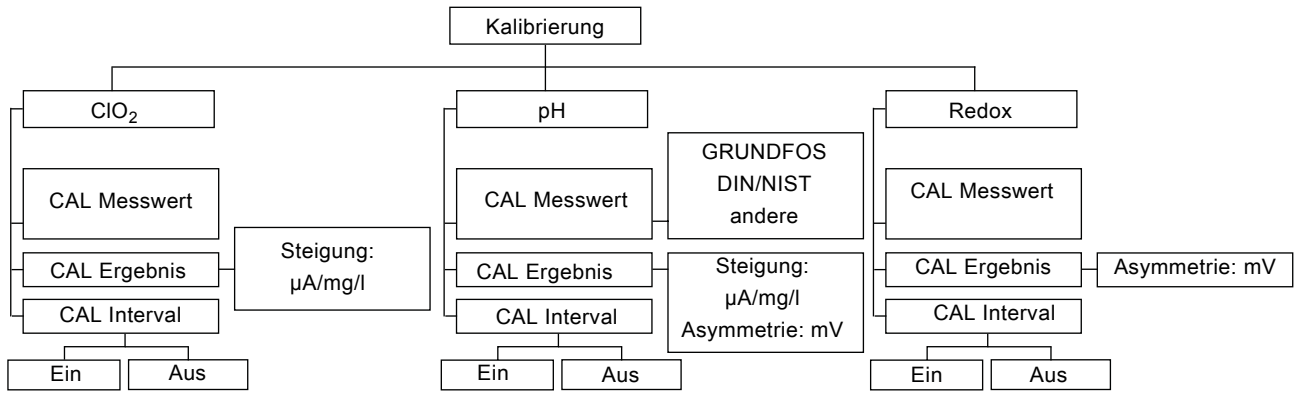 Kalibrierung
ClO₂
pH
Redox
CAL Messwert
CAL Messwert
GRUNDFOS
DIN/NIST
andere
CAL Messwert
CAL Ergebnis
Steigung:
µA/mg/l
CAL Ergebnis
Steigung:
µA/mg/l
Asymmetrie: mV
CAL Ergebnis
Asymmetrie: mV
CAL Interval
CAL Interval
CAL Interval
Ein
Aus
Ein
Aus
Ein
Aus